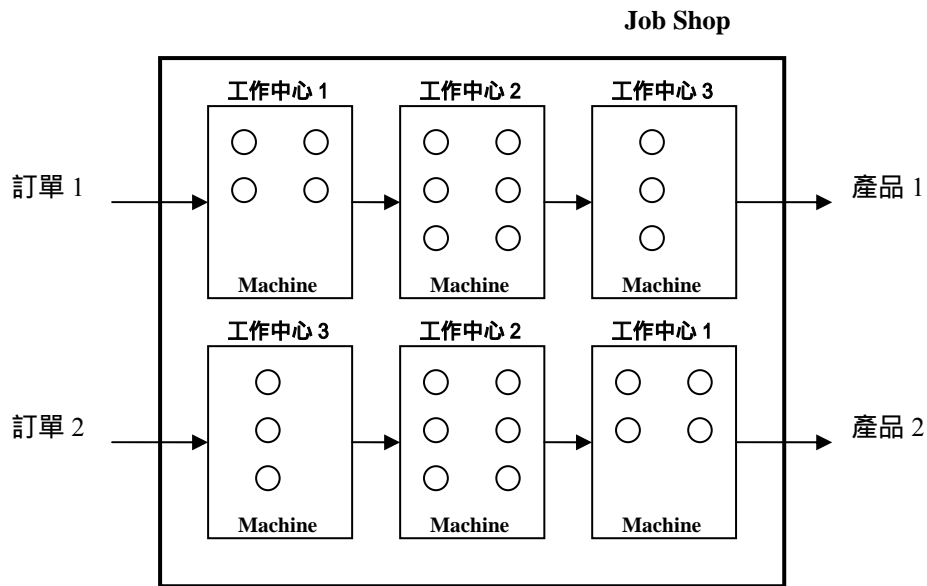 Job Shop
工作中心 1
工作中心 2
工作中心 3
訂單 1
產品 1
Machine
Machine
Machine
工作中心 3
工作中心 2
工作中心 1
訂單 2
產品 2
Machine
Machine
Machine